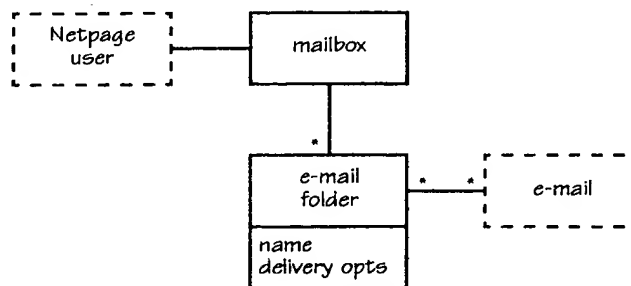 Netpage
user
mailbox
*
e-mail
folder
* *
e-mail
name
delivery opts